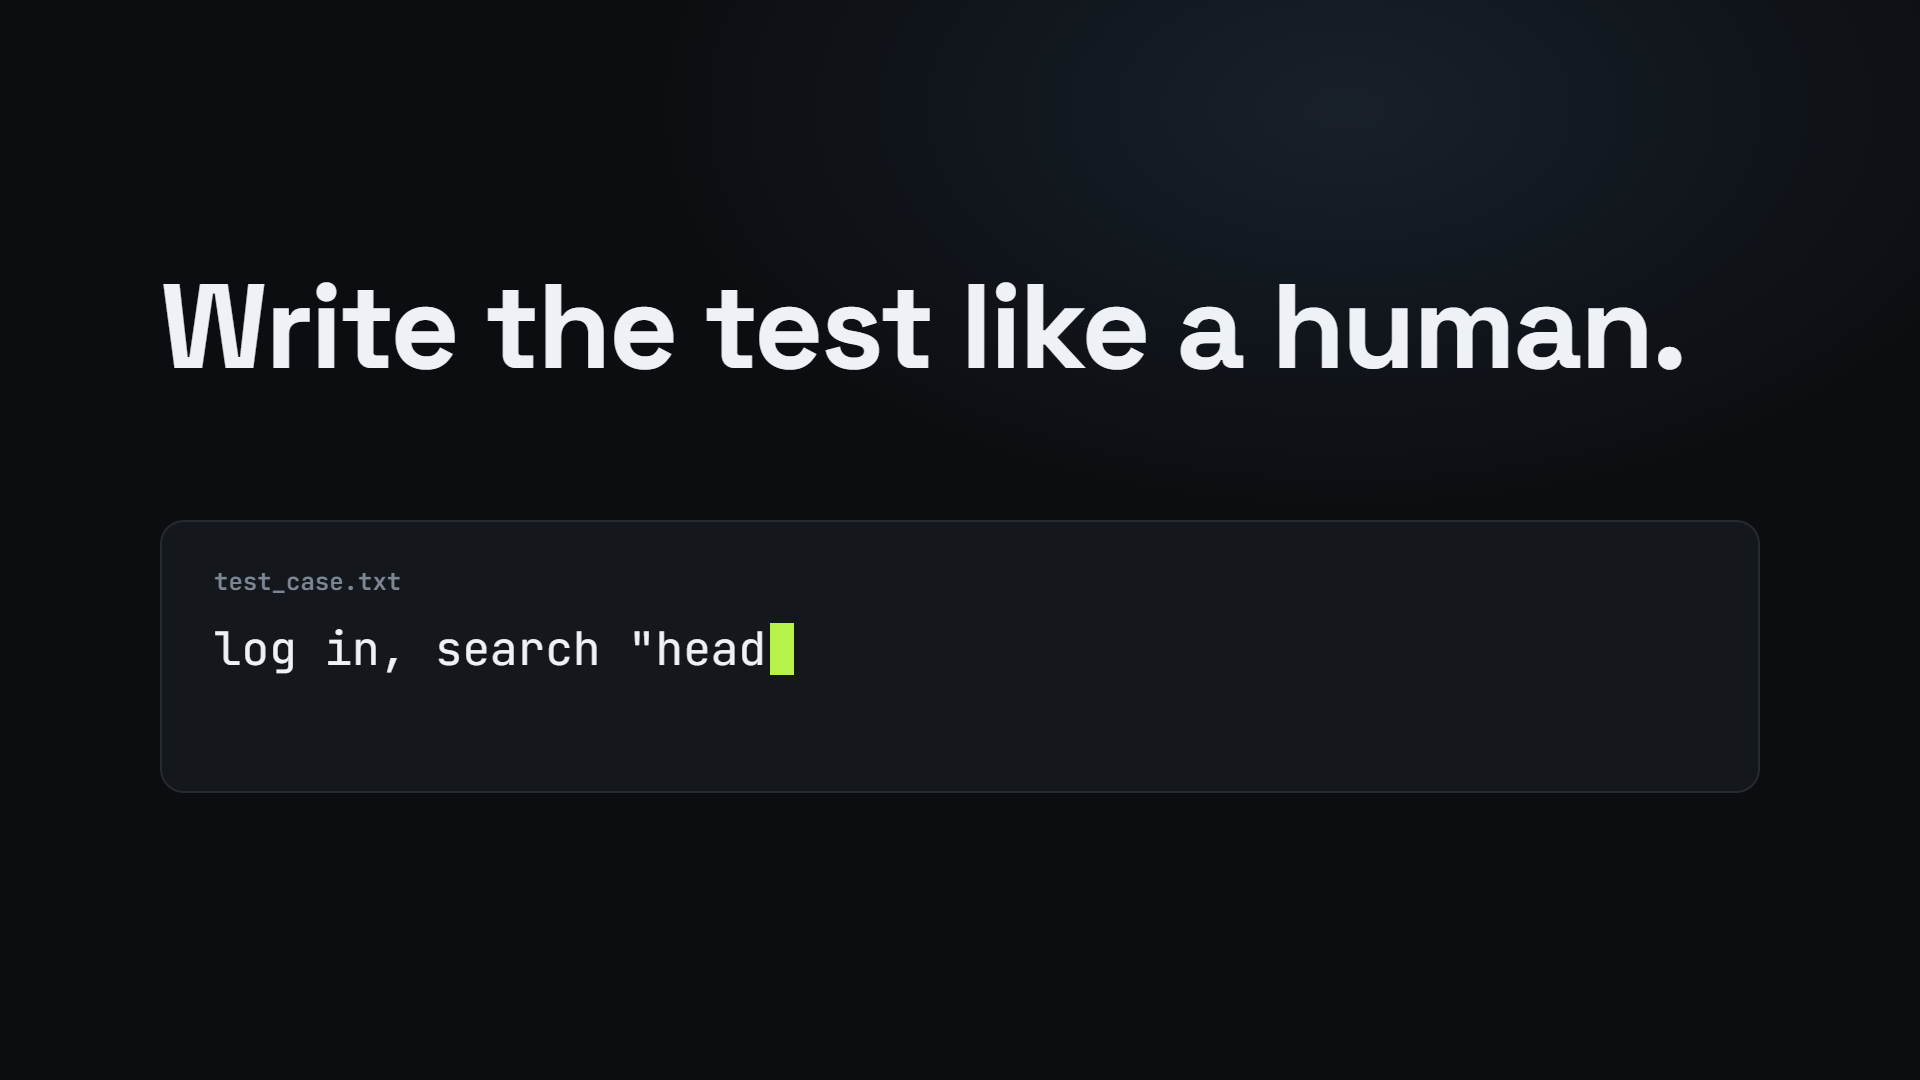 Write the test like a human.
test_case.txt
log in, search "head